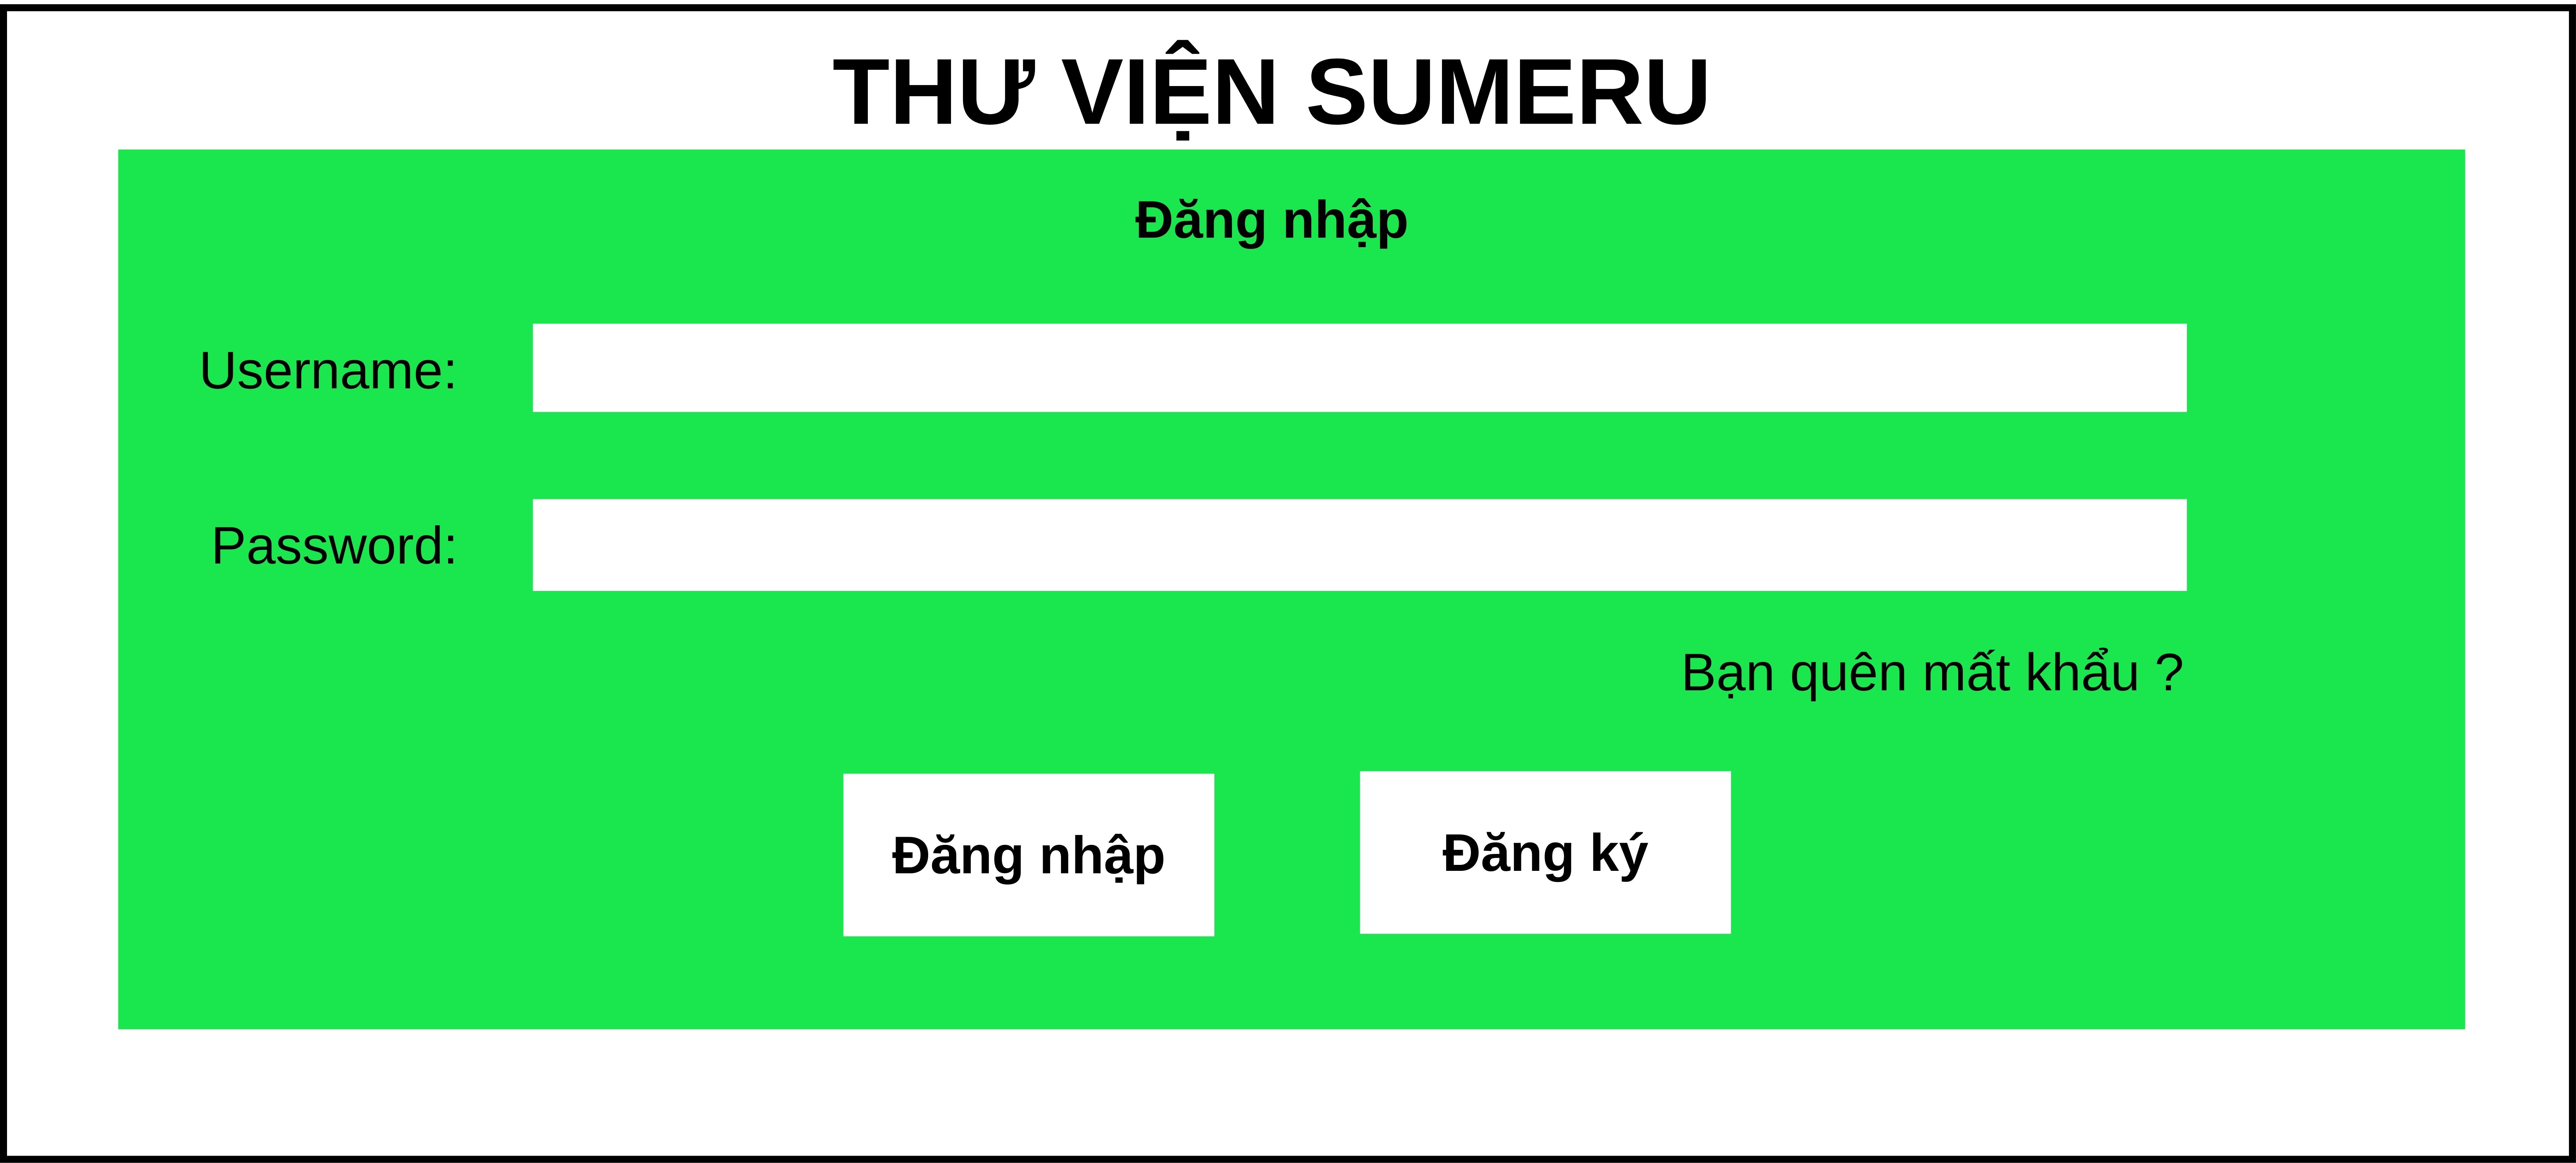 THƯ VIỆN SUMERU
Đăng nhập
Username:
Password:
Bạn quên mất khẩu ?
Đăng nhập
Đăng ký